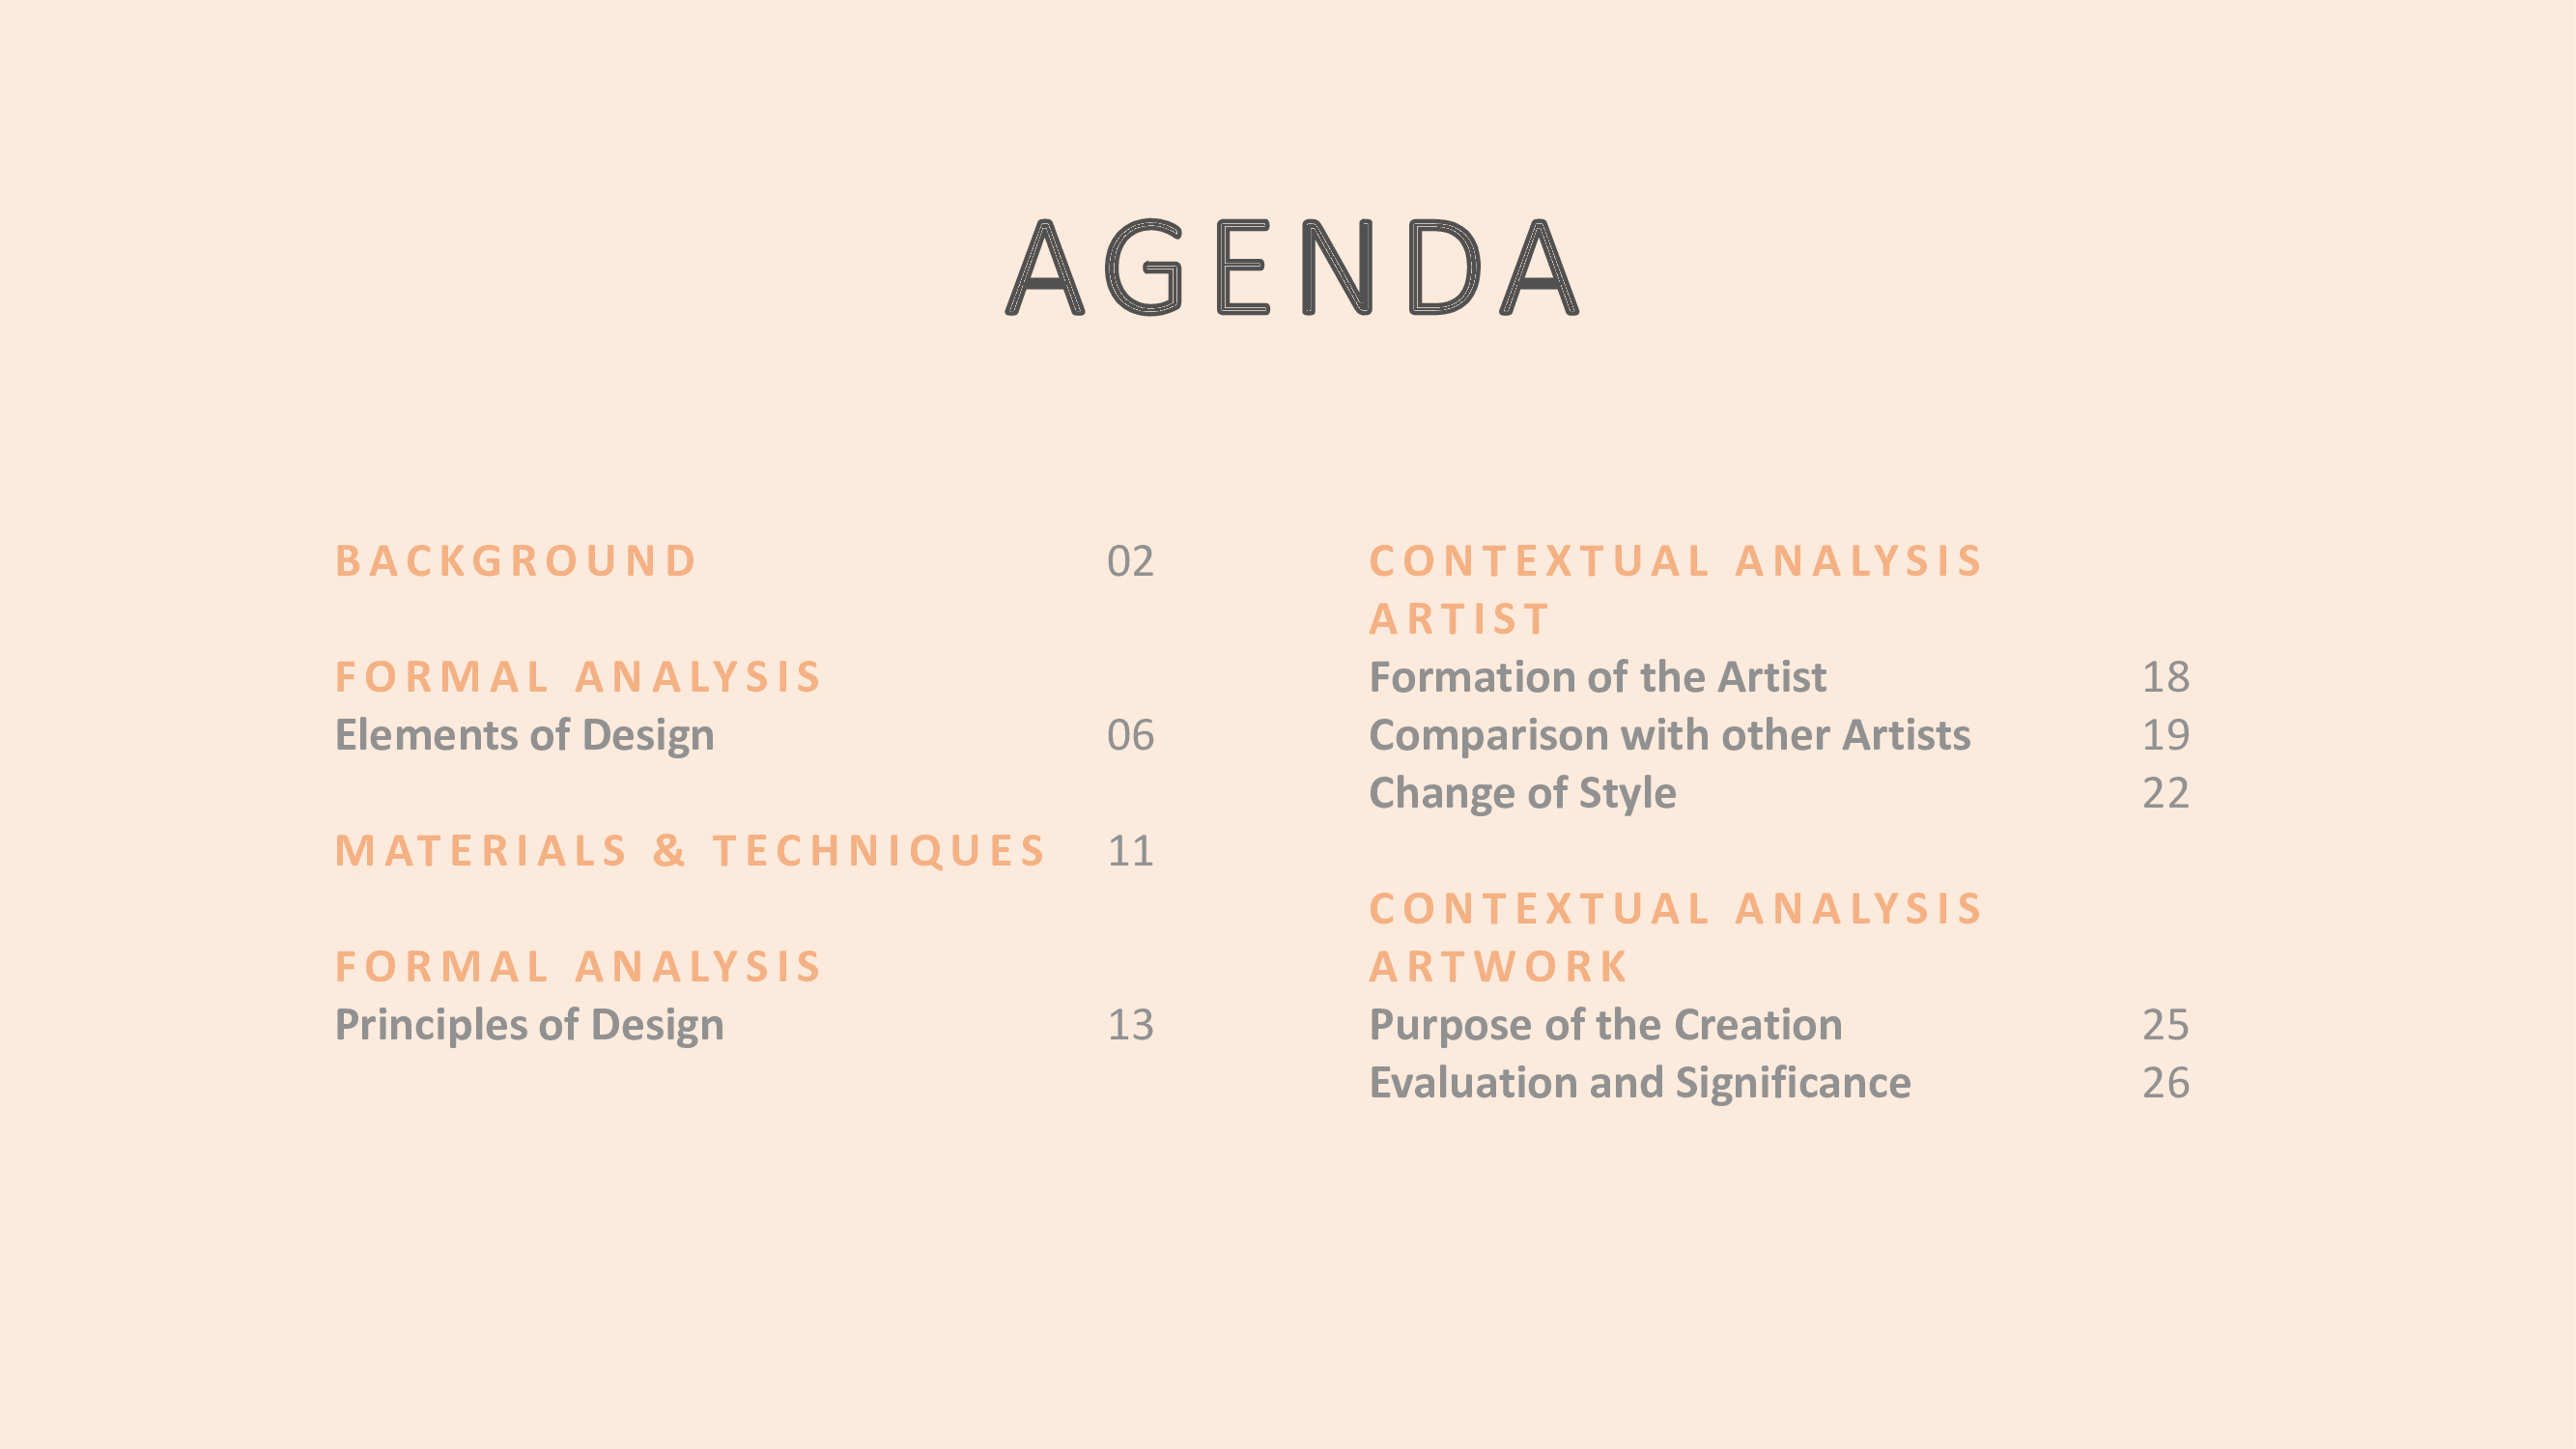 AGENDA
BACKGROUND 02
FORMAL ANALYSIS
Elements of Design 06
MATERIALS & TECHNIQUES 11
FORMAL ANALYSIS
Principles of Design 13
CONTEXTUAL ANALYSIS
ARTIST
Formation of the Artist 18
Comparison with other Artists 19
Change of Style 22
CONTEXTUAL ANALYSIS
ARTWORK
Purpose of the Creation 25
Evaluation and Significance 26